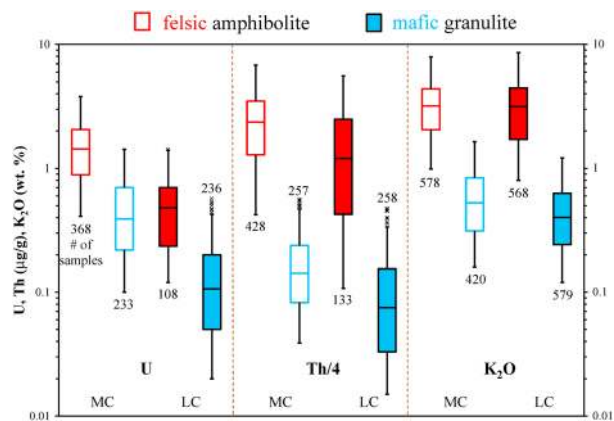 felsic amphibolite mafic granulite
10 10
U, Th (µg/g), K₂O (wt. %)
578 568
1 1
236
257 258
368
# of
samples
428
420
579
233 108 133
0.1 0.1
U Th/4 K₂O
MC LC MC LC MC LC
0.01 0.01